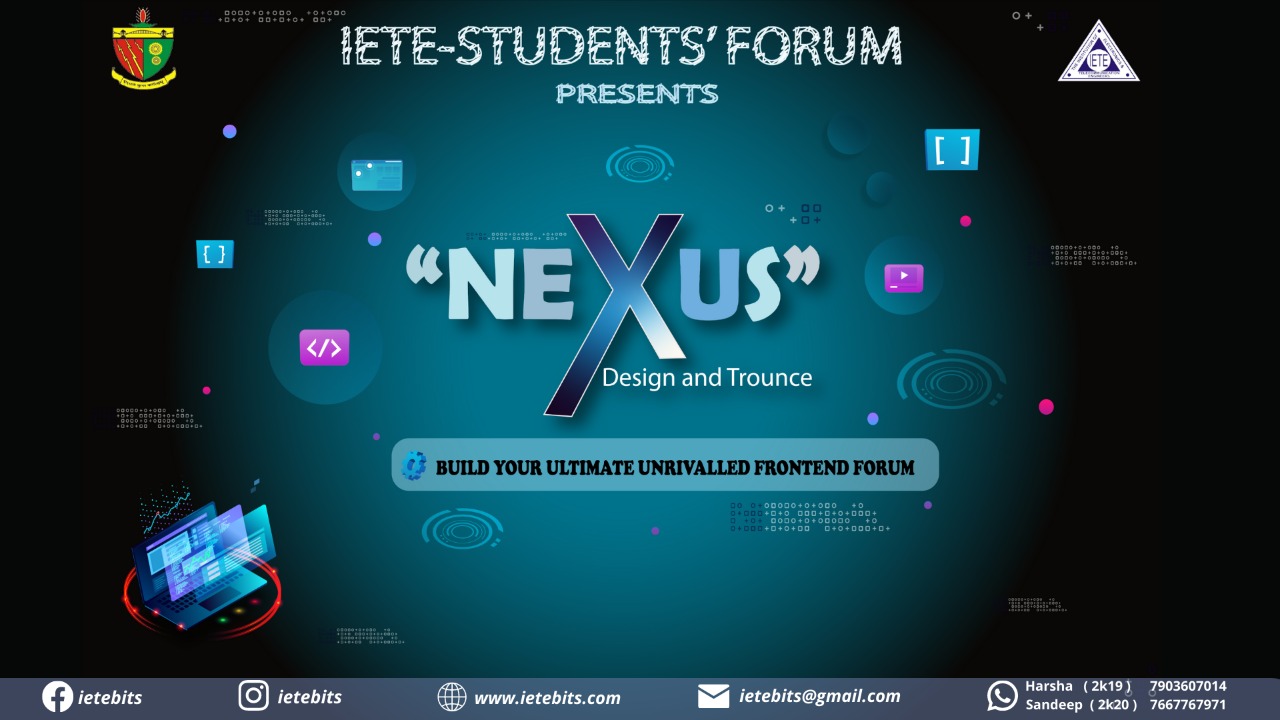 IETE-STUDENTS' FORUM
PRESENTS
IETE
"NEXUS"
Design and Trounce
BUILD YOUR ULTIMATE UNRIVALLED FRONTEND FORUM
[ ]
{ }
</>
ietebits
ietebits
www.ietebits.com
ietebits@gmail.com
Harsha ( 2k19 ) 7903607014
Sandeep ( 2k20 ) 7667767971